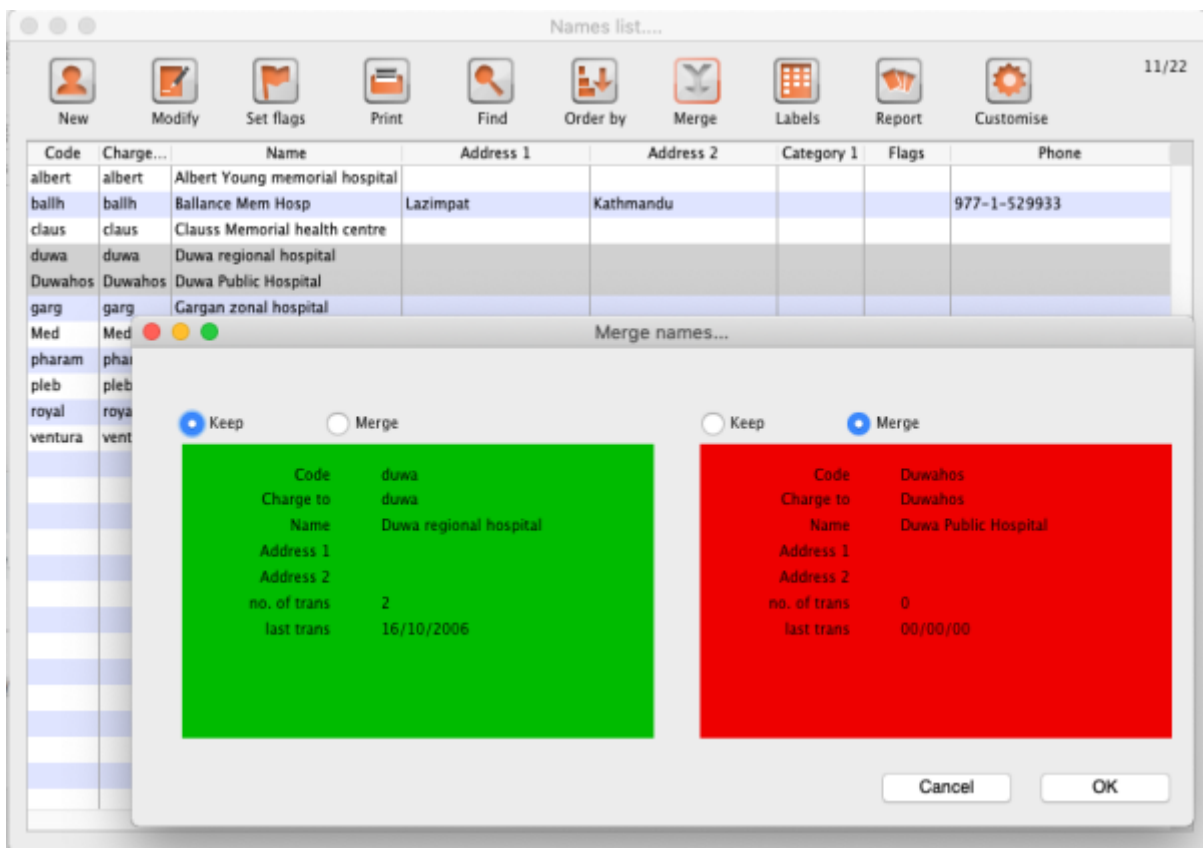 Names list....
11/22
New Modify Set flags Print Find Order by Merge Labels Report Customise
Code Charge... Name Address 1 Address 2 Category 1 Flags Phone
albert albert Albert Young memorial hospital
ballh ballh Ballance Mem Hosp Lazimpat Kathmandu 977-1-529933
claus claus Clauss Memorial health centre
duwa duwa Duwa regional hospital
Duwahos Duwahos Duwa Public Hospital
garg garg Gargan zonal hospital
Med Med
pharam phar
pleb pleb
royal roya
ventura vent
Merge names...
Keep Merge
Code duwa
Charge to duwa
Name Duwa regional hospital
Address 1
Address 2
no. of trans 2
last trans 16/10/2006
Keep Merge
Code Duwahos
Charge to Duwahos
Name Duwa Public Hospital
Address 1
Address 2
no. of trans 0
last trans 00/00/00
Cancel OK